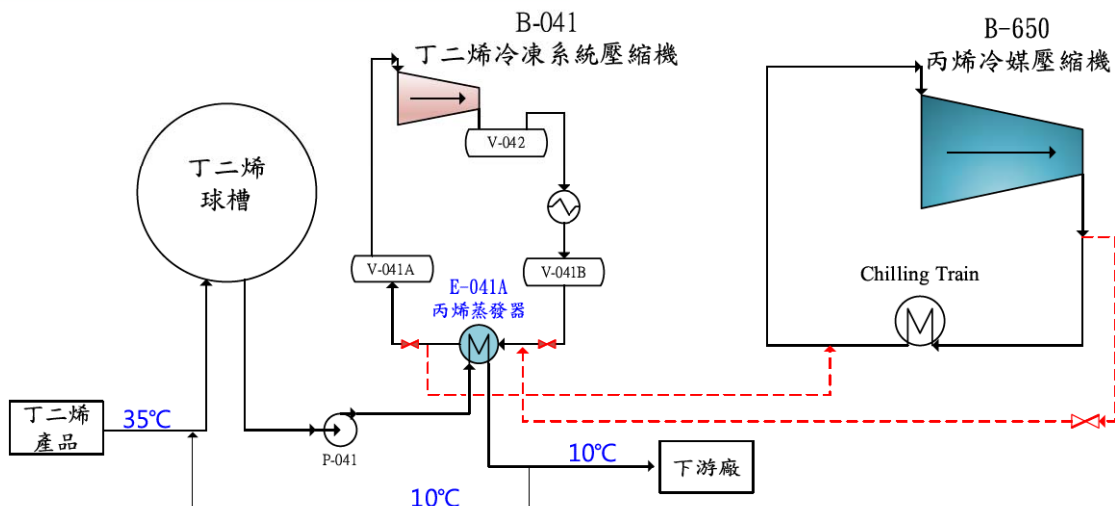 B-041
丁二烯冷凍系統壓縮機
B-650
丙烯冷媒壓縮機
V-042
丁二烯
球槽
V-041A
V-041B
E-041A
丙烯蒸發器
Chilling Train
丁二烯
產品
35℃
P-041
10℃
下游廠
10℃